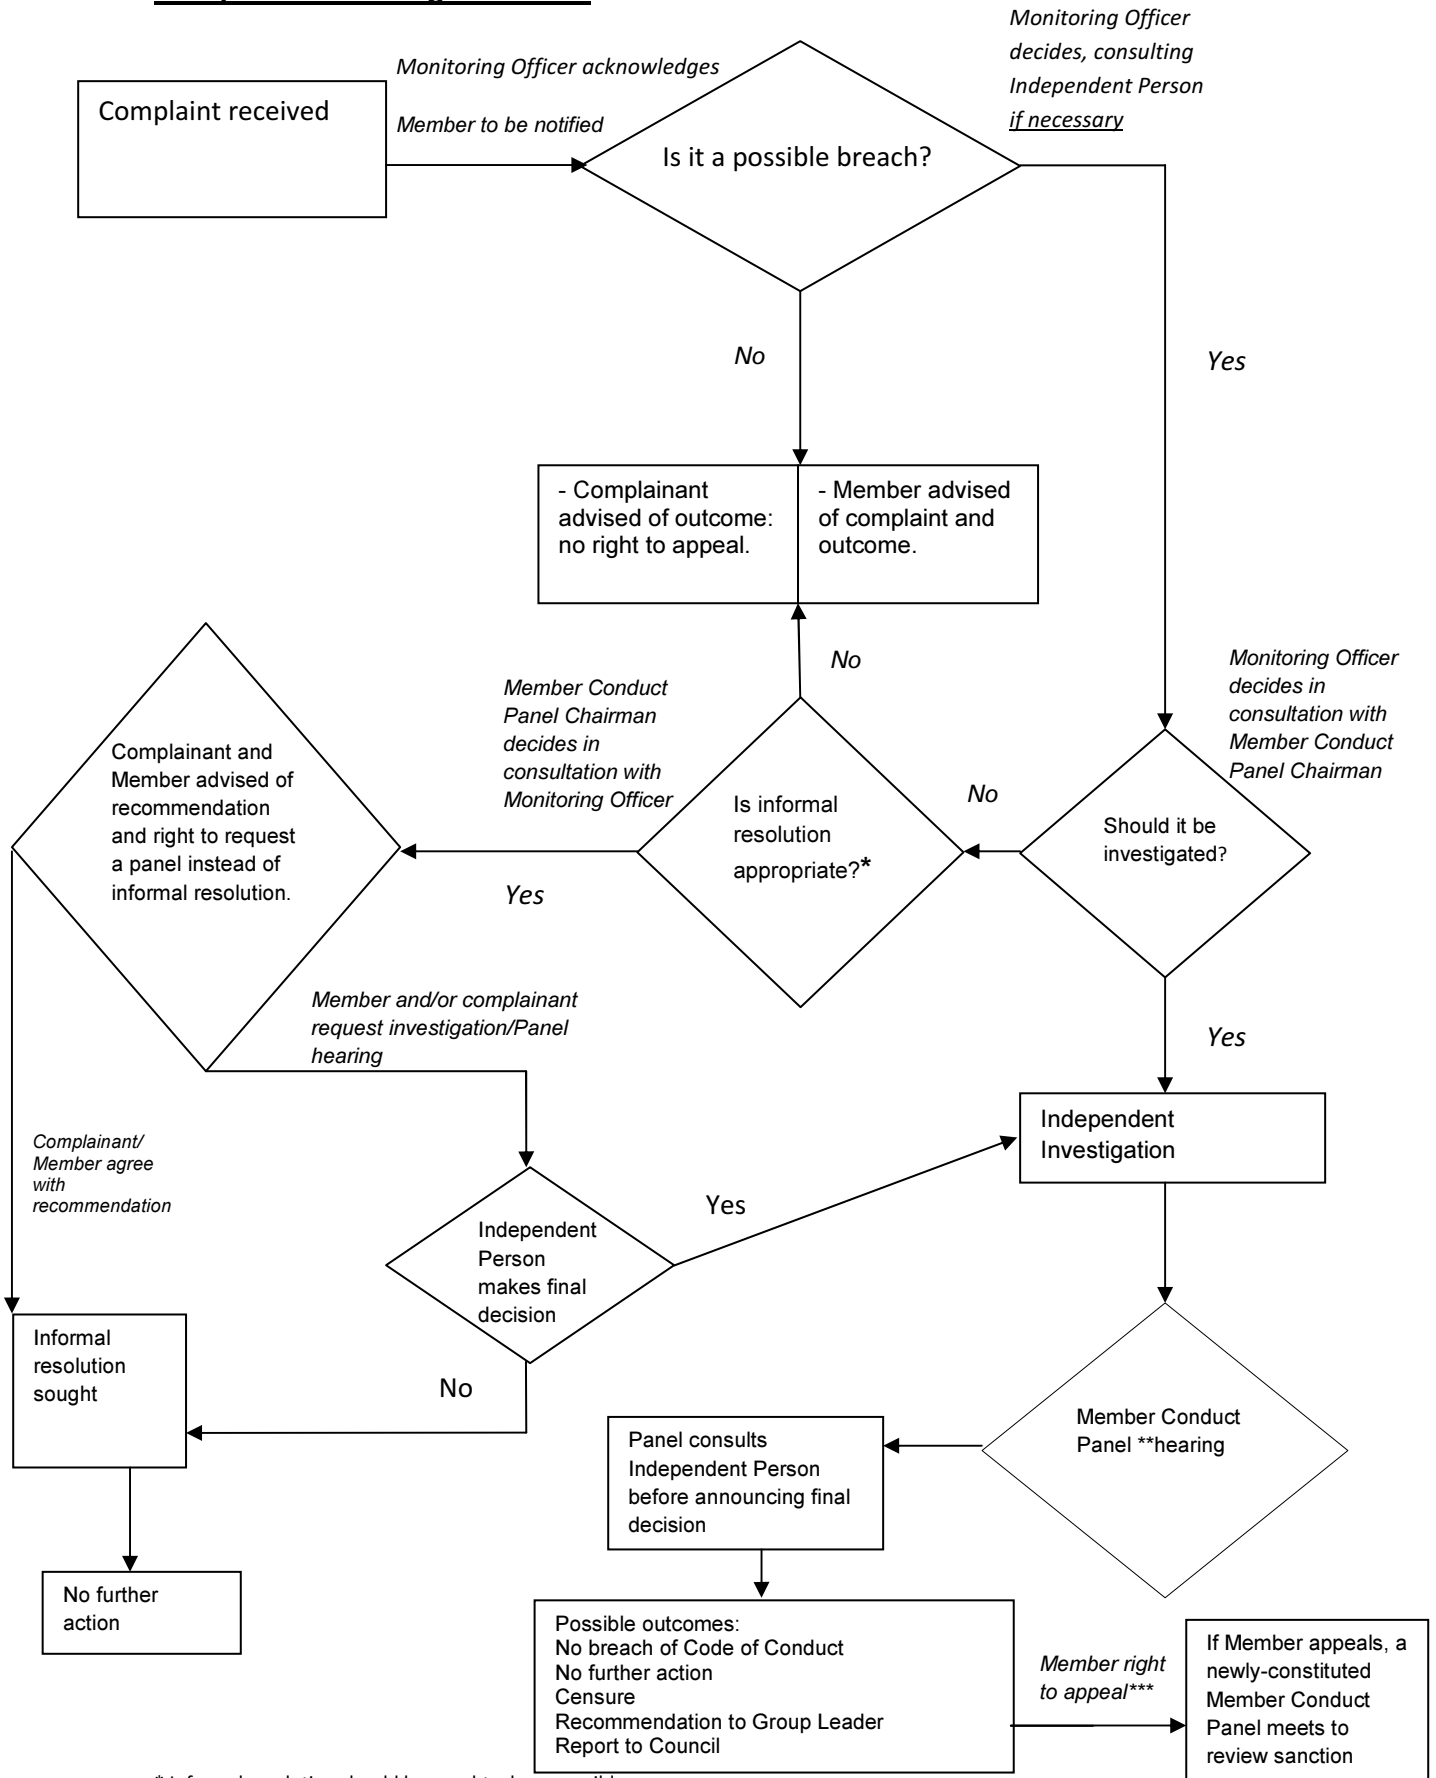 Monitoring Officer
decides, consulting
Independent Person
if necessary
Monitoring Officer acknowledges
Complaint received
Member to be notified
Is it a possible breach?
No
Yes
- Complainant
advised of outcome:
no right to appeal.
- Member advised
of complaint and
outcome.
No
Monitoring Officer
decides in
consultation with
Member Conduct
Panel Chairman
Member Conduct
Panel Chairman
decides in
consultation with
Monitoring Officer
Complainant and
Member advised of
recommendation
and right to request
a panel instead of
informal resolution.
Is informal
resolution
appropriate?*
No
Should it be
investigated?
Yes
Member and/or complainant
request investigation/Panel
hearing
Yes
Complainant/
Member agree
with
recommendation
Independent
Investigation
Yes
Independent
Person
makes final
decision
Informal
resolution
sought
No
Member Conduct
Panel **hearing
Panel consults
Independent Person
before announcing final
decision
No further
action
Possible outcomes:
No breach of Code of Conduct
No further action
Censure
Recommendation to Group Leader
Report to Council
Member right
to appeal***
If Member appeals, a
newly-constituted
Member Conduct
Panel meets to
review sanction